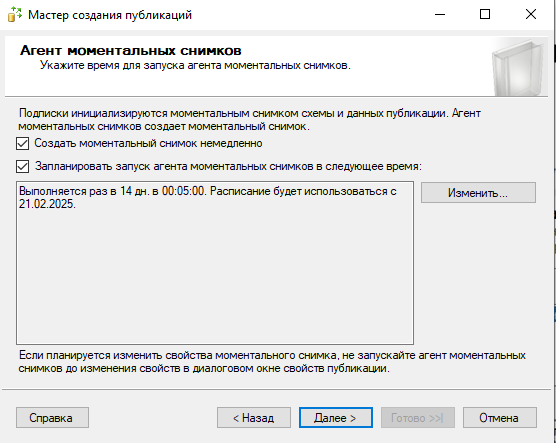 Мастер создания публикаций
Агент моментальных снимков
Укажите время для запуска агента моментальных снимков.
Подписки инициализируются моментальным снимком схемы и данных публикации. Агент
моментальных снимков создает моментальный снимок.
Создать моментальный снимок немедленно
Запланировать запуск агента моментальных снимков в следующее время:
Выполняется раз в 14 дн. в 00:05:00. Расписание будет использоваться с
21.02.2025.
Изменить...
Если планируется изменить свойства моментального снимка, не запускайте агент моментальных
снимков до изменения свойств в диалоговом окне свойств публикации.
Справка
< Назад
Далее >
Готово >>|
Отмена